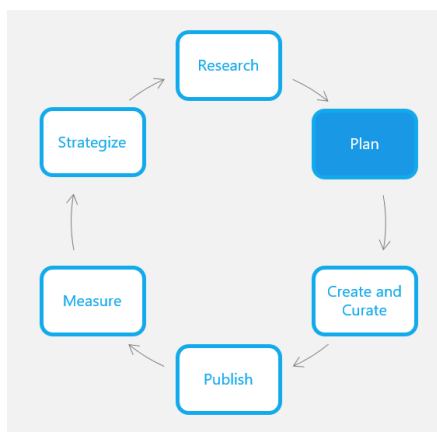 Research
Plan
Create and
Curate
Publish
Measure
Strategize